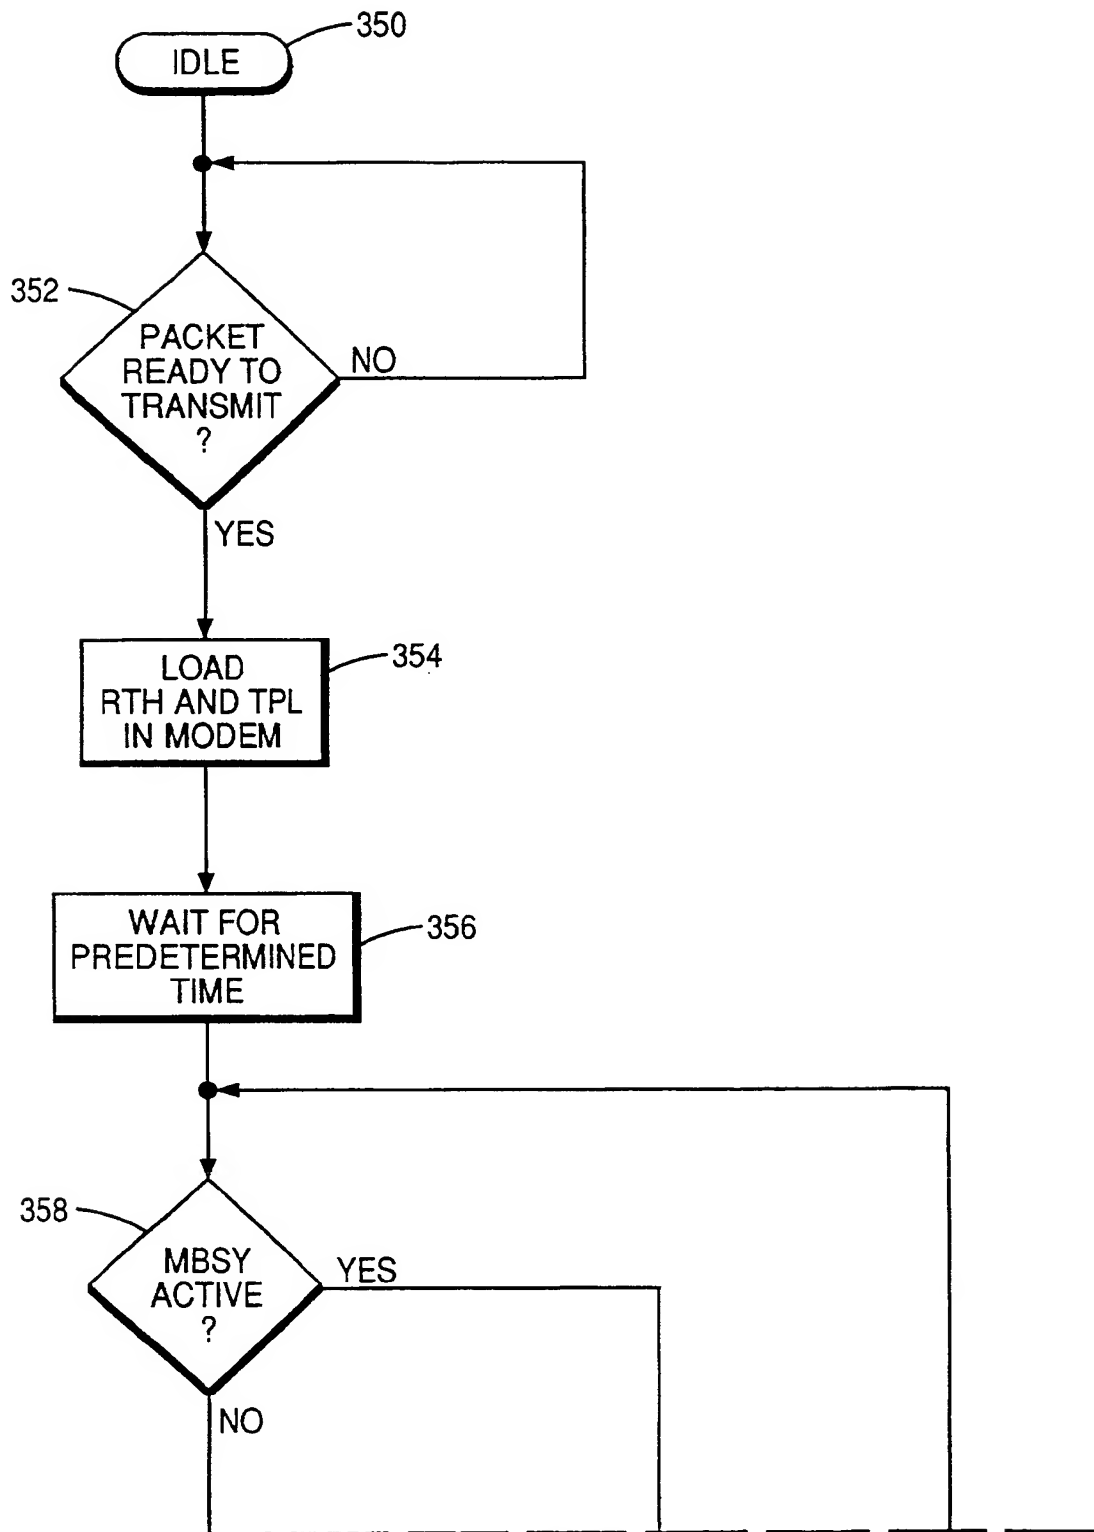 350
IDLE
352
PACKET
READY TO
TRANSMIT
?
NO
YES
354
LOAD
RTH AND TPL
IN MODEM
356
WAIT FOR
PREDETERMINED
TIME
358
MBSY
ACTIVE
?
YES
NO